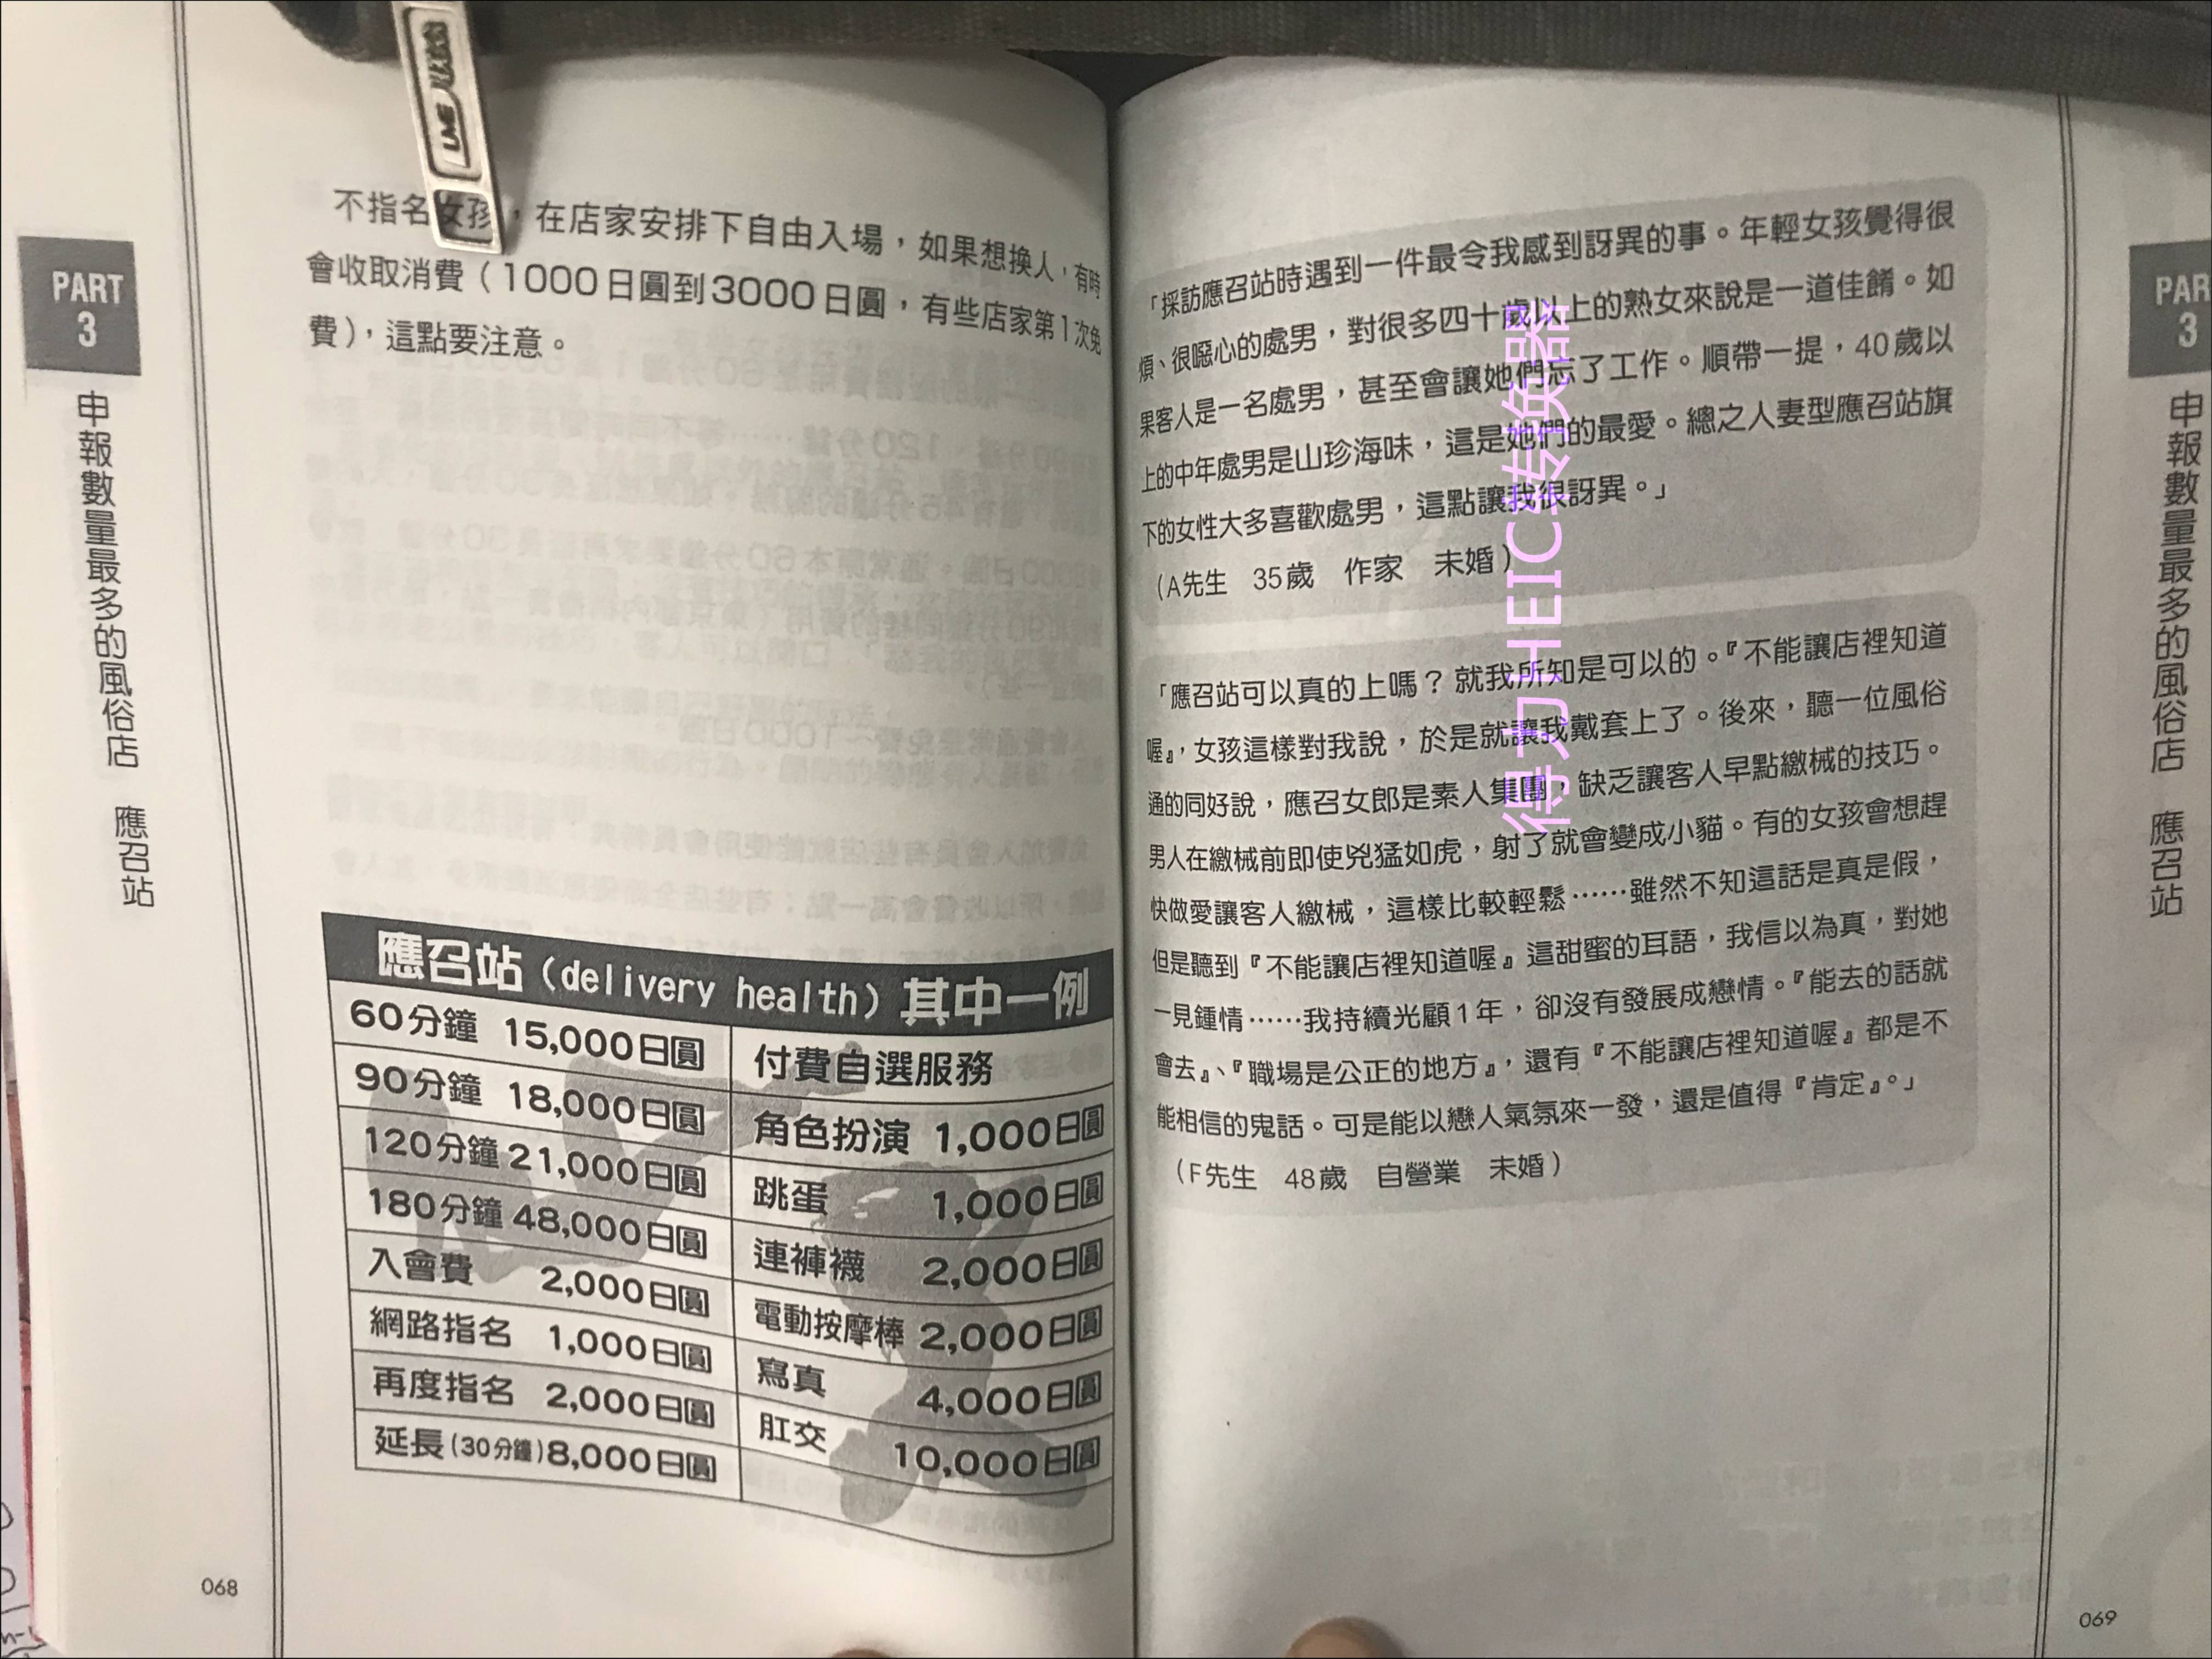 PART
3
申報數量最多的風俗店 應召站
不指名女孩，在店家安排下自由入場，如果想換人，有時
會收取消費（1000日圓到3000日圓，有些店家第1次免
費），這點要注意。
應召站（delivery health）其中一例
60分鐘 15,000日圓
90分鐘 18,000日圓
120分鐘 21,000日圓
180分鐘 48,000日圓
入會費 2,000日圓
網路指名 1,000日圓
再度指名 2,000日圓
延長（30分鐘）8,000日圓
付費自選服務
角色扮演 1,000日圓
跳蛋 1,000日圓
連褲襪 2,000日圓
電動按摩棒 2,000日圓
寫真 4,000日圓
肛交 10,000日圓
068
「採訪應召站時遇到一件最令我感到訝異的事。年輕女孩覺得很
煩、很噁心的處男，對很多四十歲以上的熟女來說是一道佳餚。如
果客人是一名處男，甚至會讓她們忘了工作。順帶一提，40歲以
上的中年處男是山珍海味，這是她們的最愛。總之人妻型應召站旗
下的女性大多喜歡處男，這點讓我很訝異。」
（A先生 35歲 作家 未婚）
「應召站可以真的上嗎？就我所知是可以的。『不能讓店裡知道
喔』，女孩這樣對我說，於是就讓我戴套上了。後來，聽一位風俗
通的同好說，應召女郎是素人集團，缺乏讓客人早點繳械的技巧。
男人在繳械前即使兇猛如虎，射了就會變成小貓。有的女孩會想趕
快做愛讓客人繳械，這樣比較輕鬆……雖然不知這話是真是假，
但是聽到『不能讓店裡知道喔』這甜蜜的耳語，我信以為真，對她
一見鍾情……我持續光顧1年，卻沒有發展成戀情。『能去的話就
會去』、『職場是公正的地方』，還有『不能讓店裡知道喔』都是不
能相信的鬼話。可是能以戀人氣氛來一發，還是值得『肯定』。」
（F先生 48歲 自營業 未婚）
得力HEIC转换器
PAR
3
申報數量最多的風俗店 應召站
069
LIVE